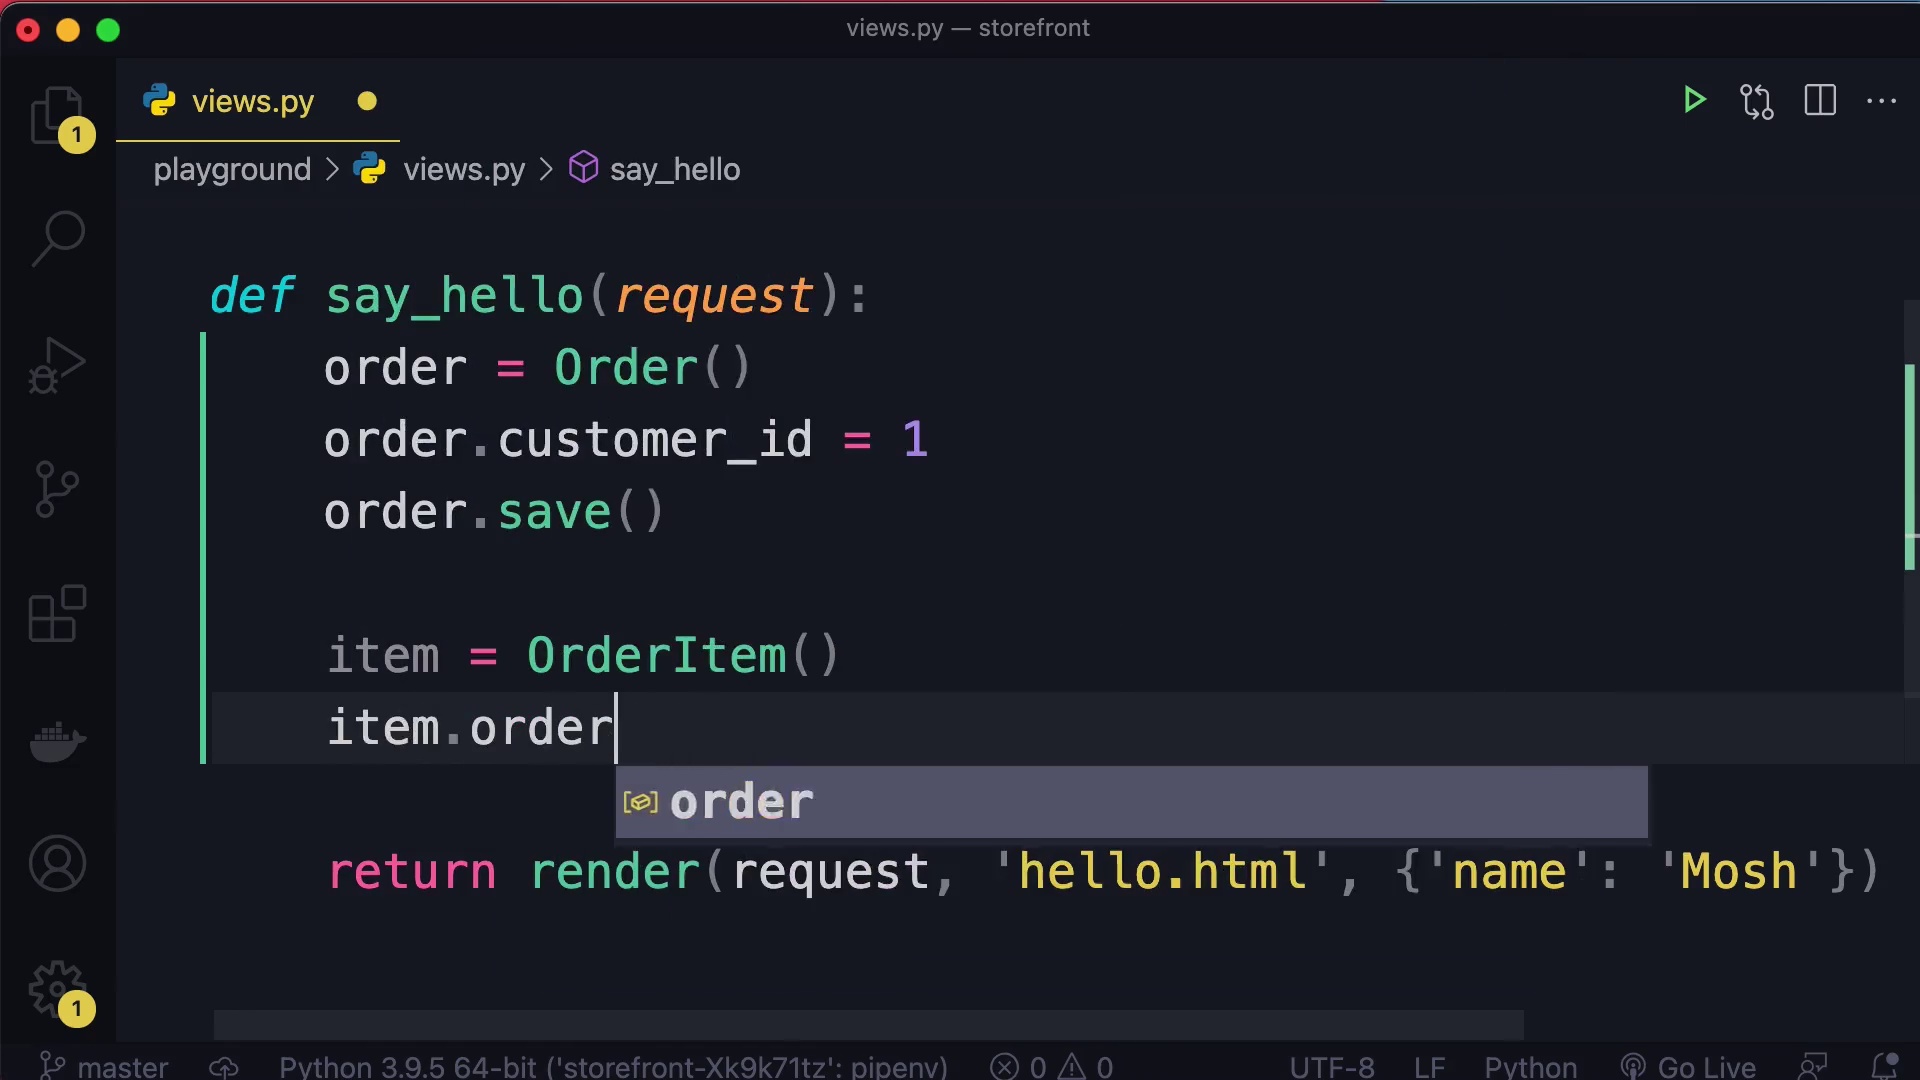 views.py — storefront
views.py
1
playground > views.py > say_hello
def say_hello(request):
order = Order()
order.customer_id = 1
order.save()
item = OrderItem()
item.order
order
return render(request, 'hello.html', {'name': 'Mosh'})
1
master Python 3.9.5 64-bit ('storefront-Xk9k71tz': pipenv) 0 0 UTF-8 LF Python Go Live